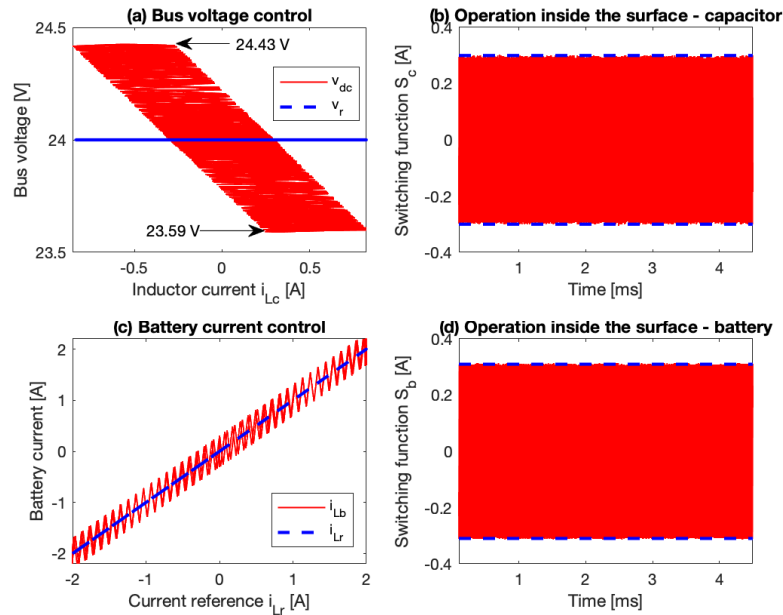 (a) Bus voltage control
24.5
24
23.5
Bus voltage [V]
24.43 V
23.59 V
v_dc
v_r
-0.5
0
0.5
Inductor current i_Lc [A]
(b) Operation inside the surface - capacitor
0.4
0.2
0
-0.2
-0.4
Switching function S_c [A]
1
2
3
4
Time [ms]
(c) Battery current control
2
1
0
-1
-2
Battery current [A]
i_Lb
i_Lr
-2
-1
0
1
2
Current reference i_Lr [A]
(d) Operation inside the surface - battery
0.4
0.2
0
-0.2
-0.4
Switching function S_b [A]
1
2
3
4
Time [ms]